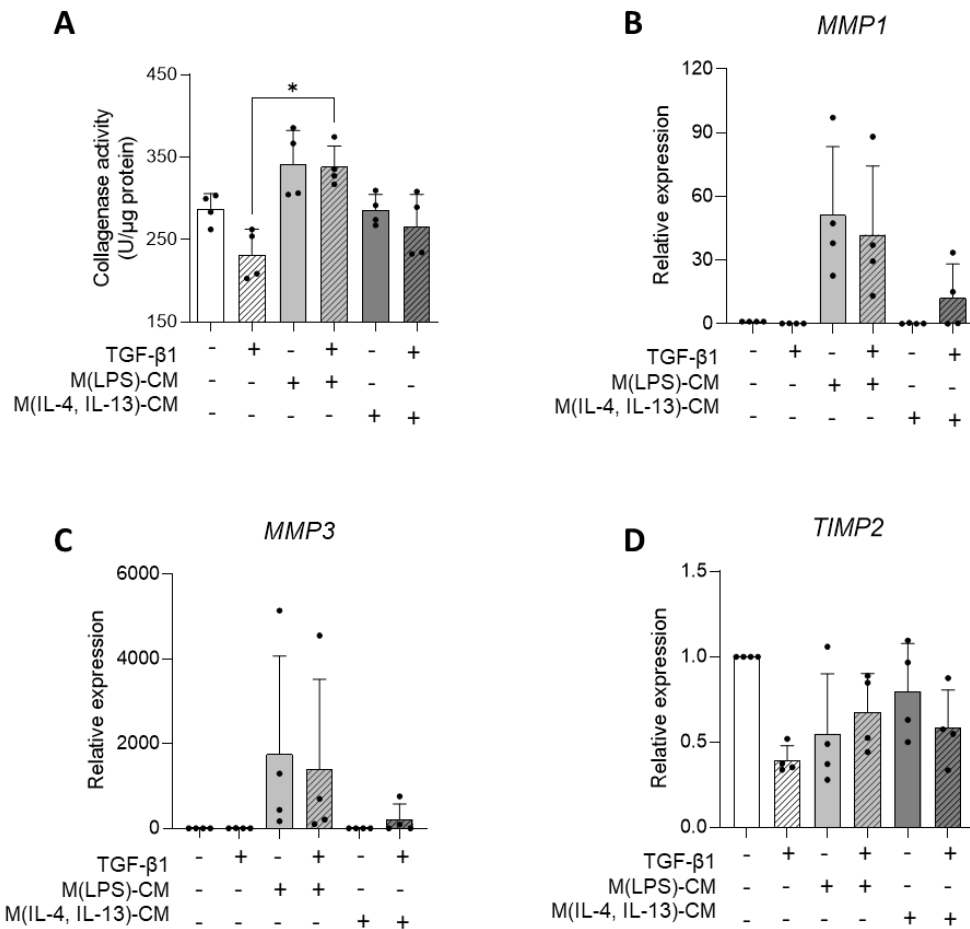 A
Collagenase activity
(U/µg protein)
450
350
250
150
*
TGF-β1 - + - + - +
M(LPS)-CM - - + + - -
M(IL-4, IL-13)-CM - - - - + +
B
MMP1
Relative expression
120
90
60
30
0
TGF-β1 - + - + - +
M(LPS)-CM - - + + - -
M(IL-4, IL-13)-CM - - - - + +
C
MMP3
Relative expression
6000
4000
2000
0
TGF-β1 - + - + - +
M(LPS)-CM - - + + - -
M(IL-4, IL-13)-CM - - - - + +
D
TIMP2
Relative expression
1.5
1.0
0.5
0.0
TGF-β1 - + - + - +
M(LPS)-CM - - + + - -
M(IL-4, IL-13)-CM - - - - + +